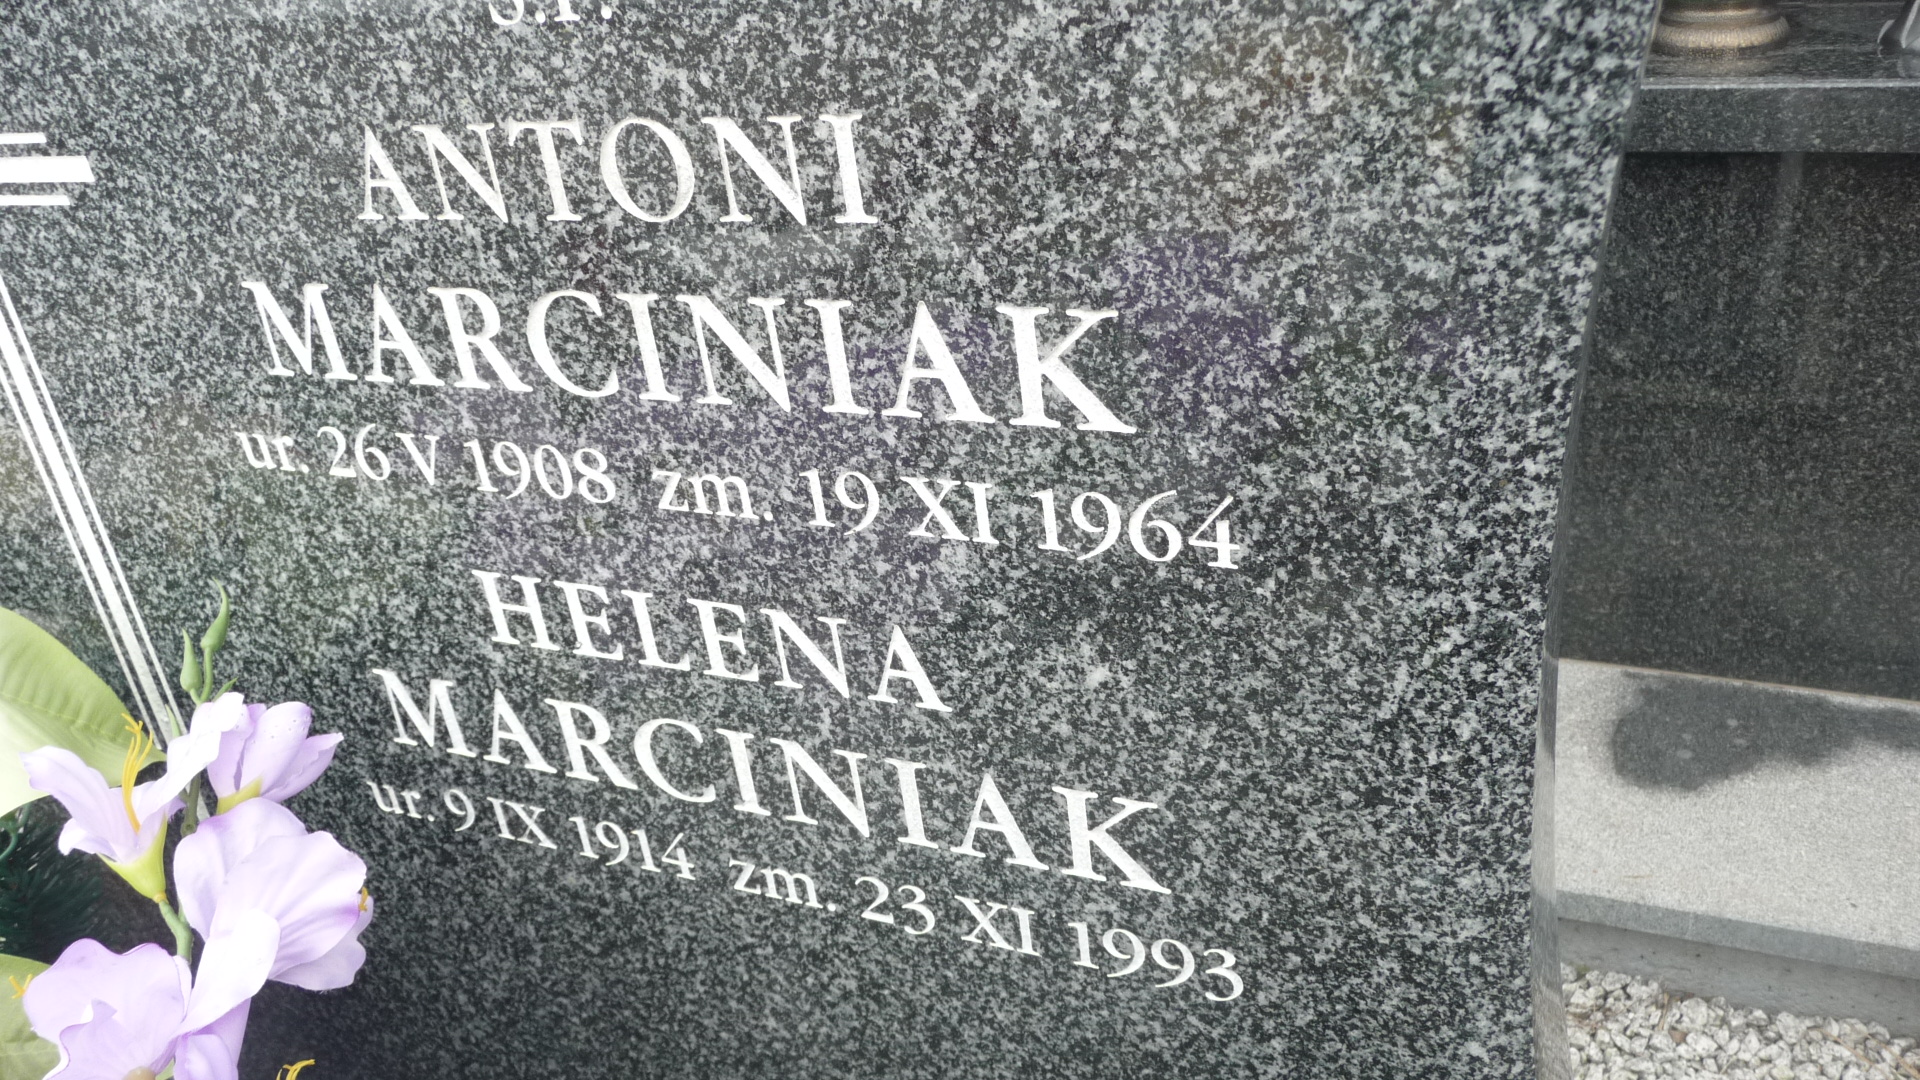 Ś.P.
ANTONI
MARCINIAK
ur. 26 V 1908 zm. 19 XI 1964
HELENA
MARCINIAK
ur. 9 IX 1914 zm. 23 XI 1993